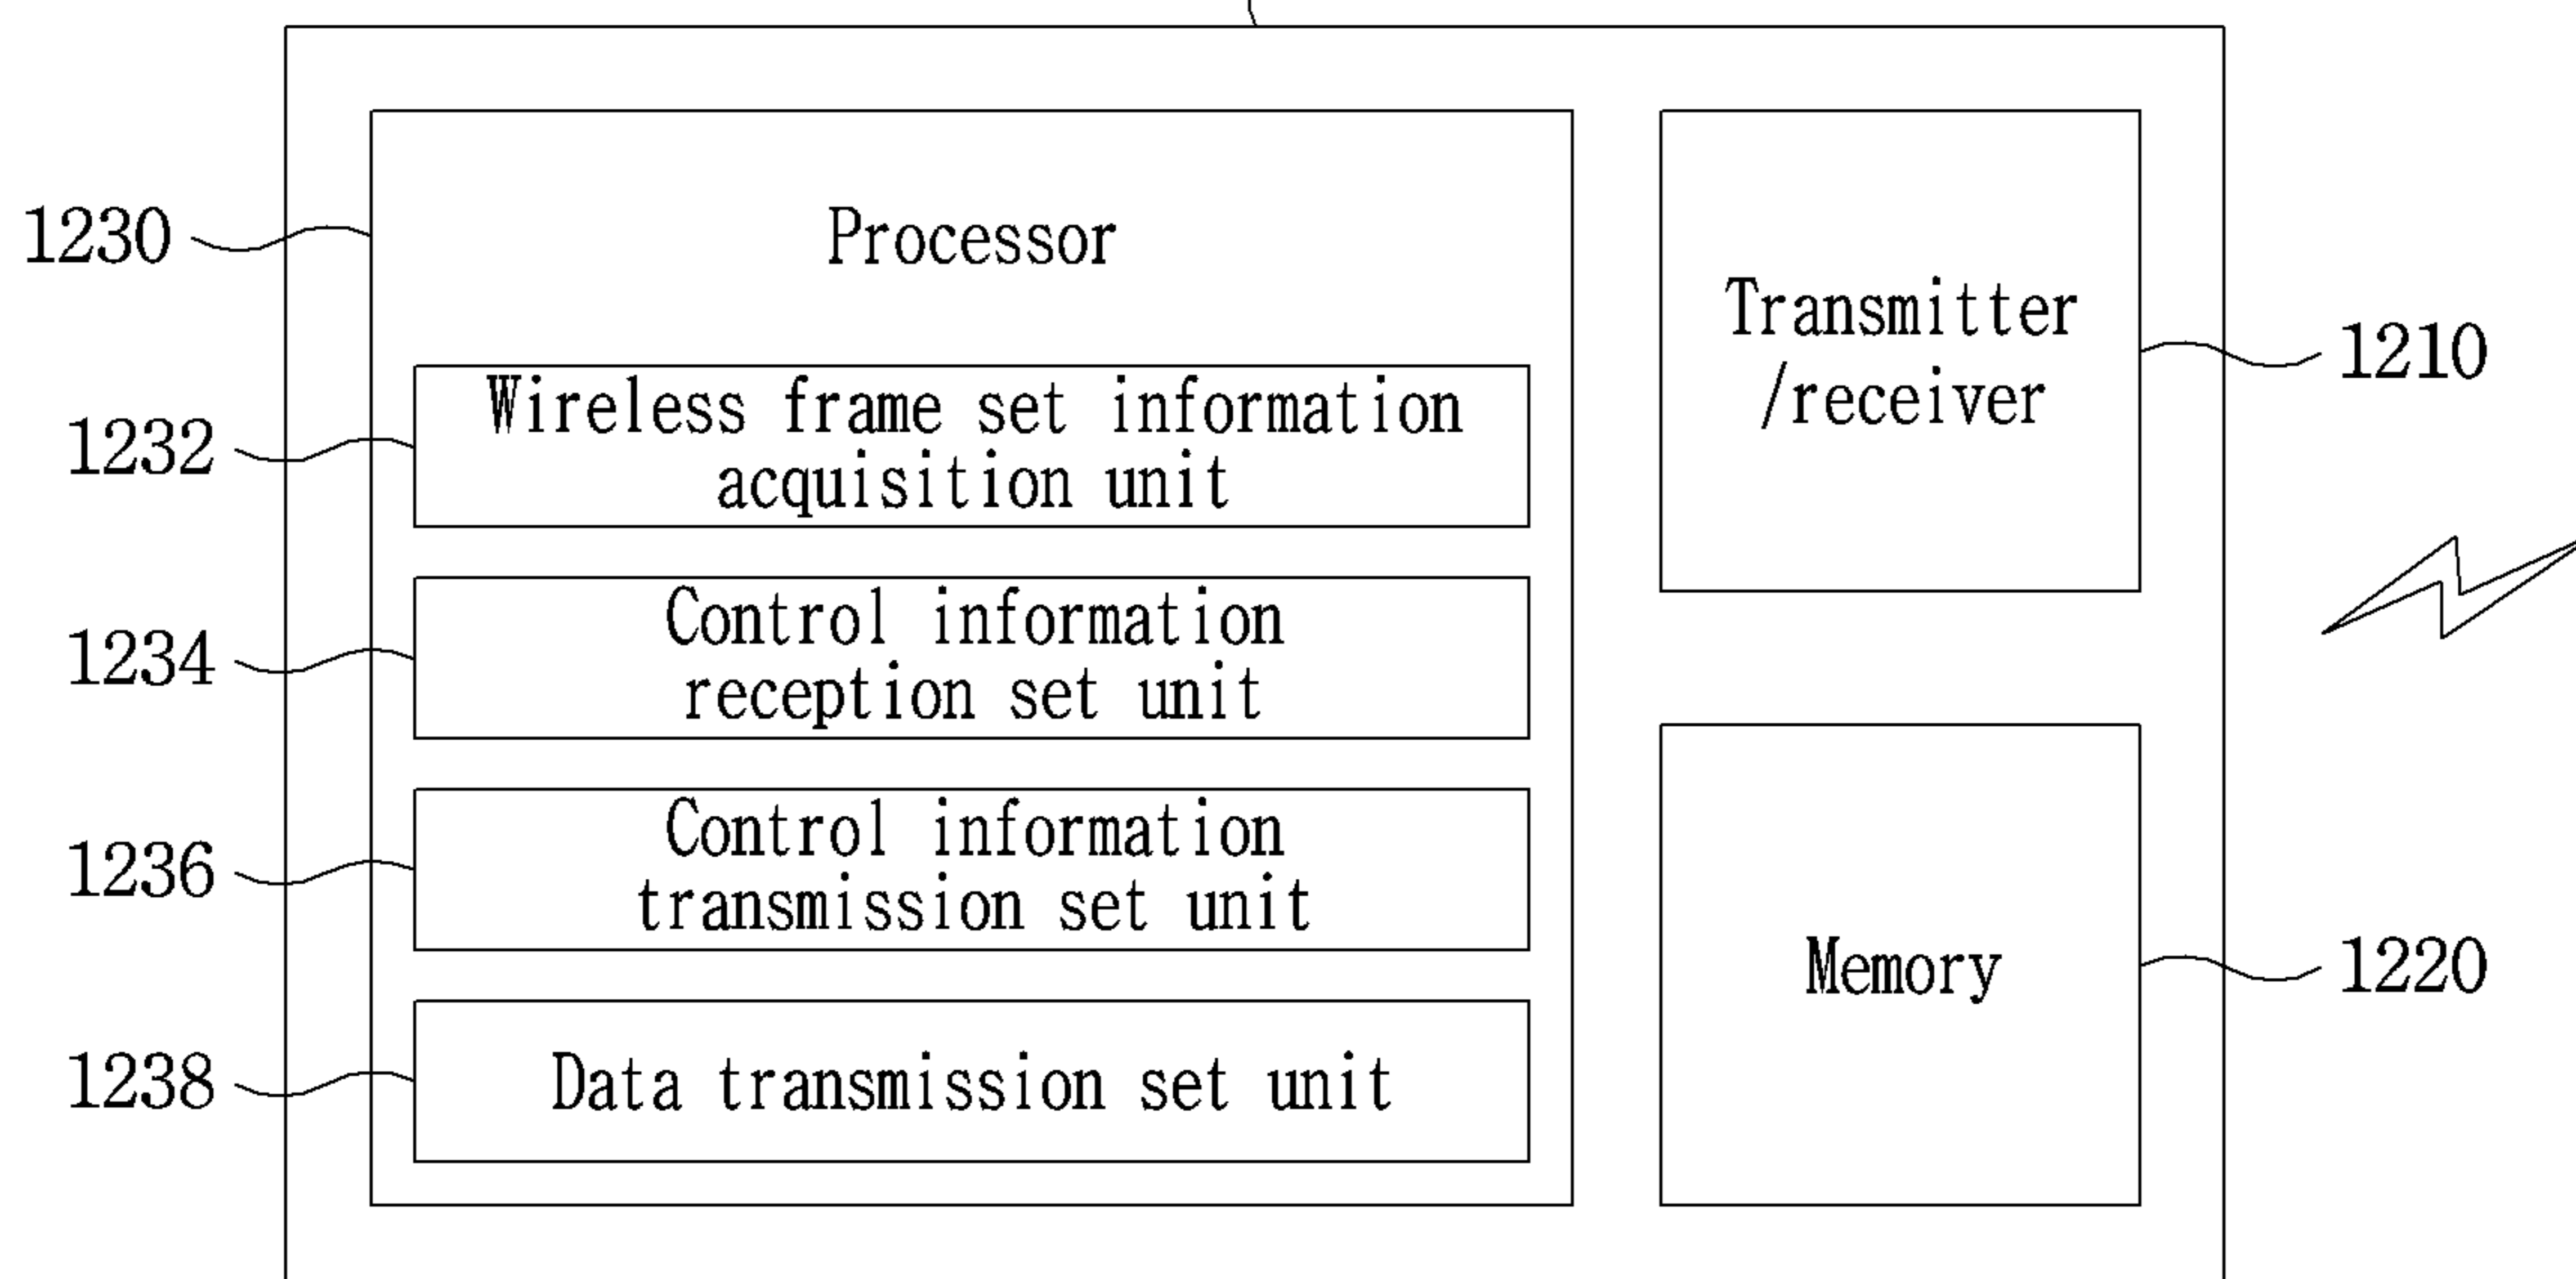 1230
Processor
Transmitter
/receiver
1210
1232
Wireless frame set information
acquisition unit
1234
Control information
reception set unit
1236
Control information
transmission set unit
Memory
1220
1238
Data transmission set unit